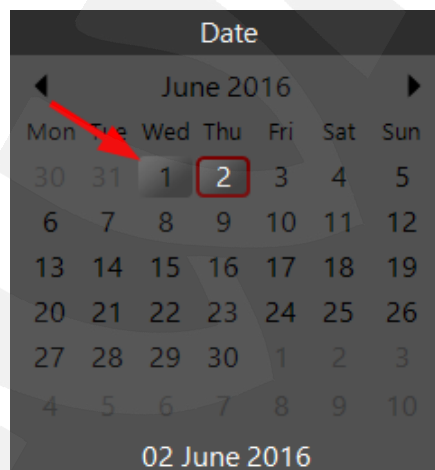 Date
June 2016
Mon Tue Wed Thu Fri Sat Sun
30 31 1 2 3 4 5
6 7 8 9 10 11 12
13 14 15 16 17 18 19
20 21 22 23 24 25 26
27 28 29 30 1 2 3
4 5 6 7 8 9 10
02 June 2016